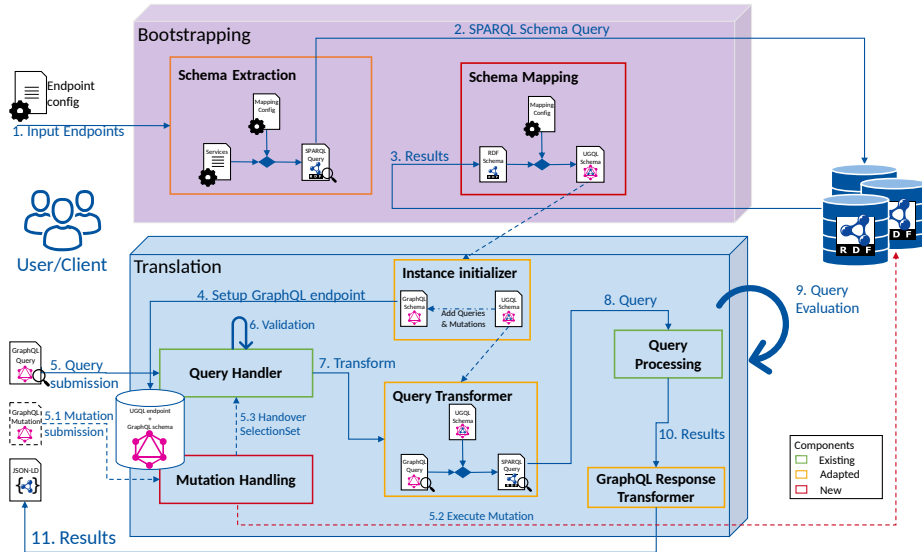 Bootstrapping
2. SPARQL Schema Query
Schema Extraction
Mapping
Config
Services
SPARQL
Query
Schema Mapping
Mapping
Config
RDF
Schema
UGQL
Schema
Endpoint
config
1. Input Endpoints
3. Results
RDF
User/Client
Translation
Instance initializer
GraphQL
Schema
Add Queries
& Mutations
UGQL
Schema
4. Setup GraphQL endpoint
6. Validation
8. Query
9. Query
Evaluation
GraphQL
Query
5. Query
submission
Query Handler
7. Transform
Query
Processing
UGQL endpoint
+
GraphQL schema
GraphQL
Mutation
5.1 Mutation
submission
5.3 Handover
SelectionSet
Query Transformer
UGQL
Schema
GraphQL
Query
SPARQL
Query
10. Results
JSON-LD
Mutation Handling
GraphQL Response
Transformer
5.2 Execute Mutation
11. Results
Components
Existing
Adapted
New